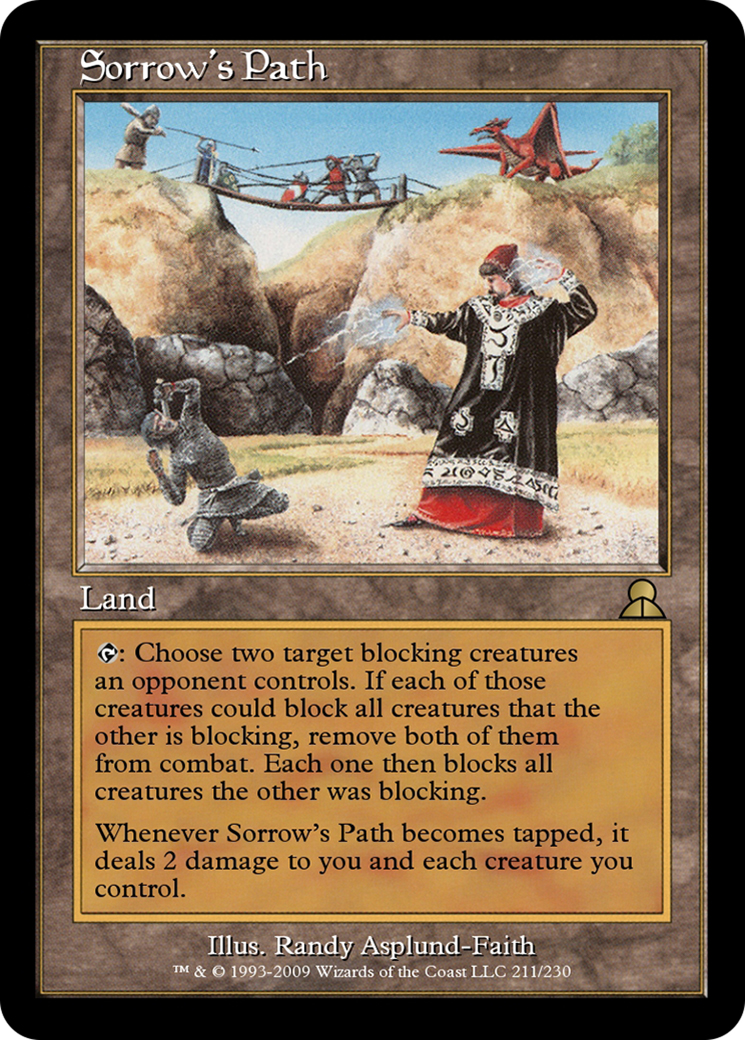 Sorrow's Path
Land
T: Choose two target blocking creatures
an opponent controls. If each of those
creatures could block all creatures that the
other is blocking, remove both of them
from combat. Each one then blocks all
creatures the other was blocking.
Whenever Sorrow's Path becomes tapped, it
deals 2 damage to you and each creature you
control.
Illus. Randy Asplund-Faith
™ & © 1993-2009 Wizards of the Coast LLC 211/230